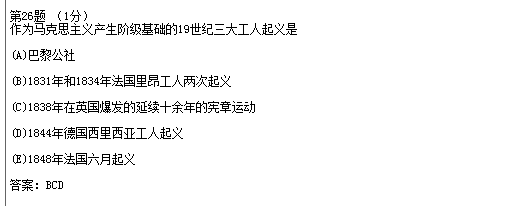 第26题 （1分）
作为马克思主义产生阶级基础的19世纪三大工人起义是
(A)巴黎公社
(B)1831年和1834年法国里昂工人两次起义
(C)1838年在英国爆发的延续十余年的宪章运动
(D)1844年德国西里西亚工人起义
(E)1848年法国六月起义
答案：BCD